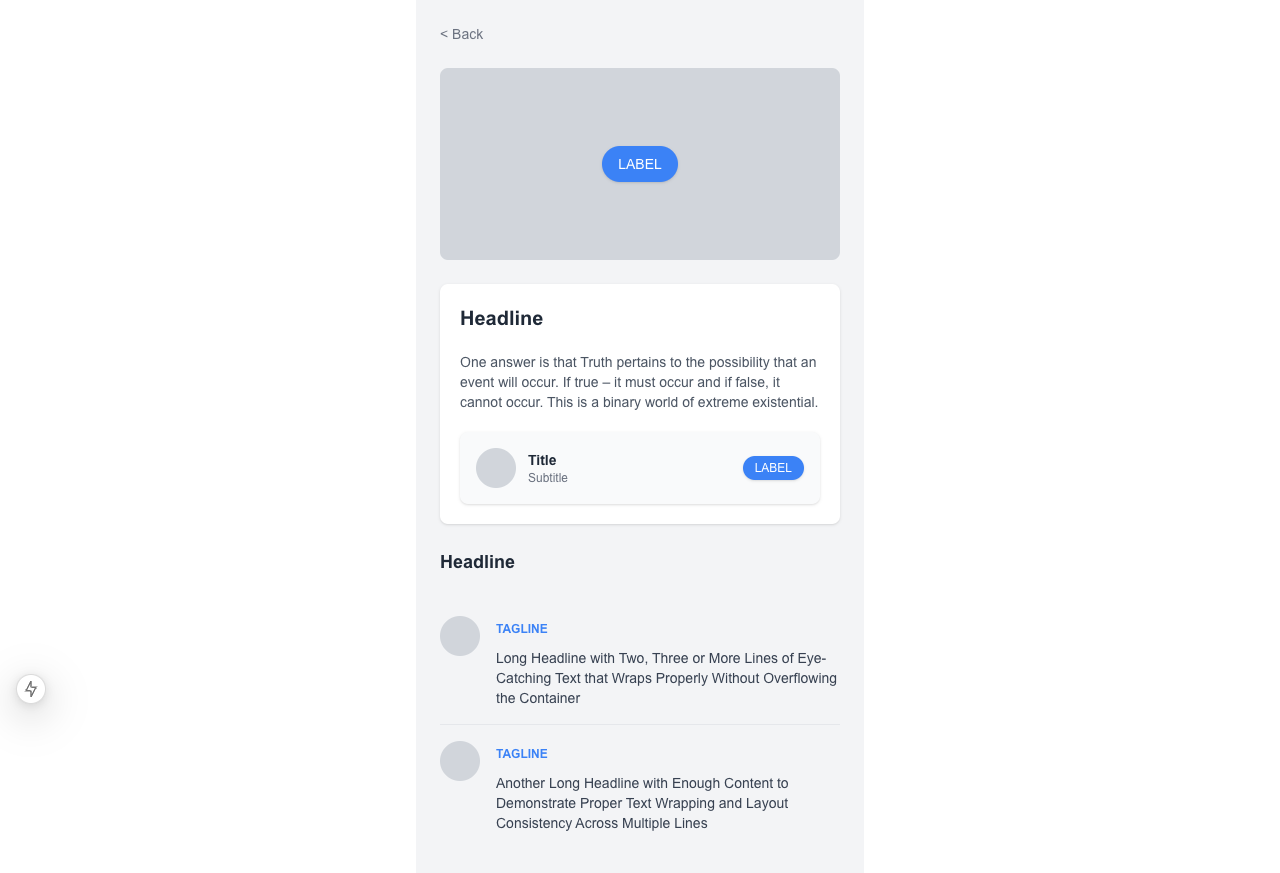 < Back
LABEL
Headline
One answer is that Truth pertains to the possibility that an
event will occur. If true – it must occur and if false, it
cannot occur. This is a binary world of extreme existential.
Title
LABEL
Subtitle
Headline
TAGLINE
Long Headline with Two, Three or More Lines of Eye-
Catching Text that Wraps Properly Without Overflowing
the Container
TAGLINE
Another Long Headline with Enough Content to
Demonstrate Proper Text Wrapping and Layout
Consistency Across Multiple Lines